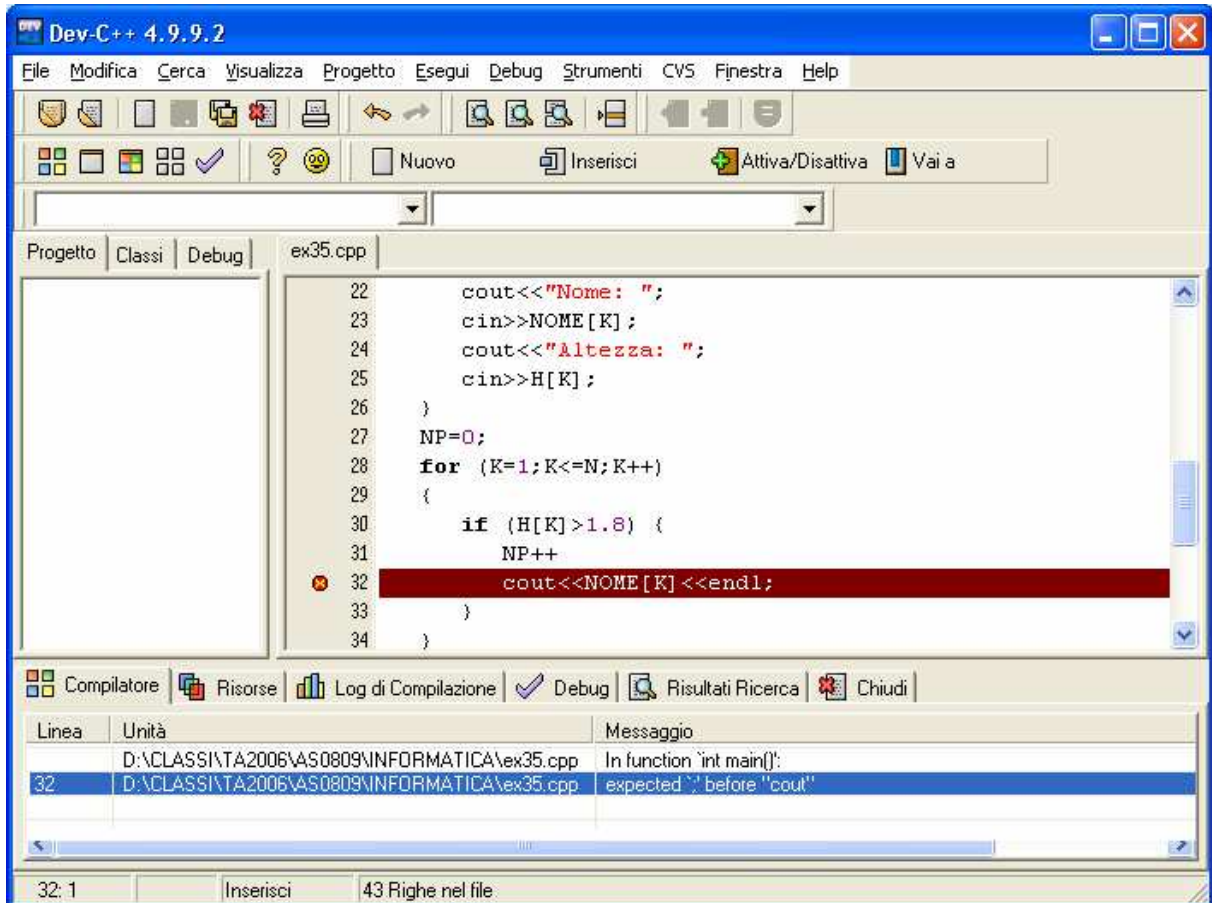 Dev-C++ 4.9.9.2
File Modifica Cerca Visualizza Progetto Esegui Debug Strumenti CVS Finestra Help
Nuovo Inserisci Attiva/Disattiva Vai a
Progetto Classi Debug ex35.cpp
22 cout<<"Nome: ";
23 cin>>NOME[K];
24 cout<<"Altezza: ";
25 cin>>H[K];
26 }
27 NP=0;
28 for (K=1;K<=N;K++)
29 {
30 if (H[K]>1.8) {
31 NP++
32 cout<<NOME[K]<<endl;
33 }
34 }
Compilatore Risorse Log di Compilazione Debug Risultati Ricerca Chiudi
Linea Unità Messaggio
D:\CLASSI\TA2006\AS0809\INFORMATICA\ex35.cpp In function `int main()':
32 D:\CLASSI\TA2006\AS0809\INFORMATICA\ex35.cpp expected `;' before "cout"
32: 1 Inserisci 43 Righe nel file